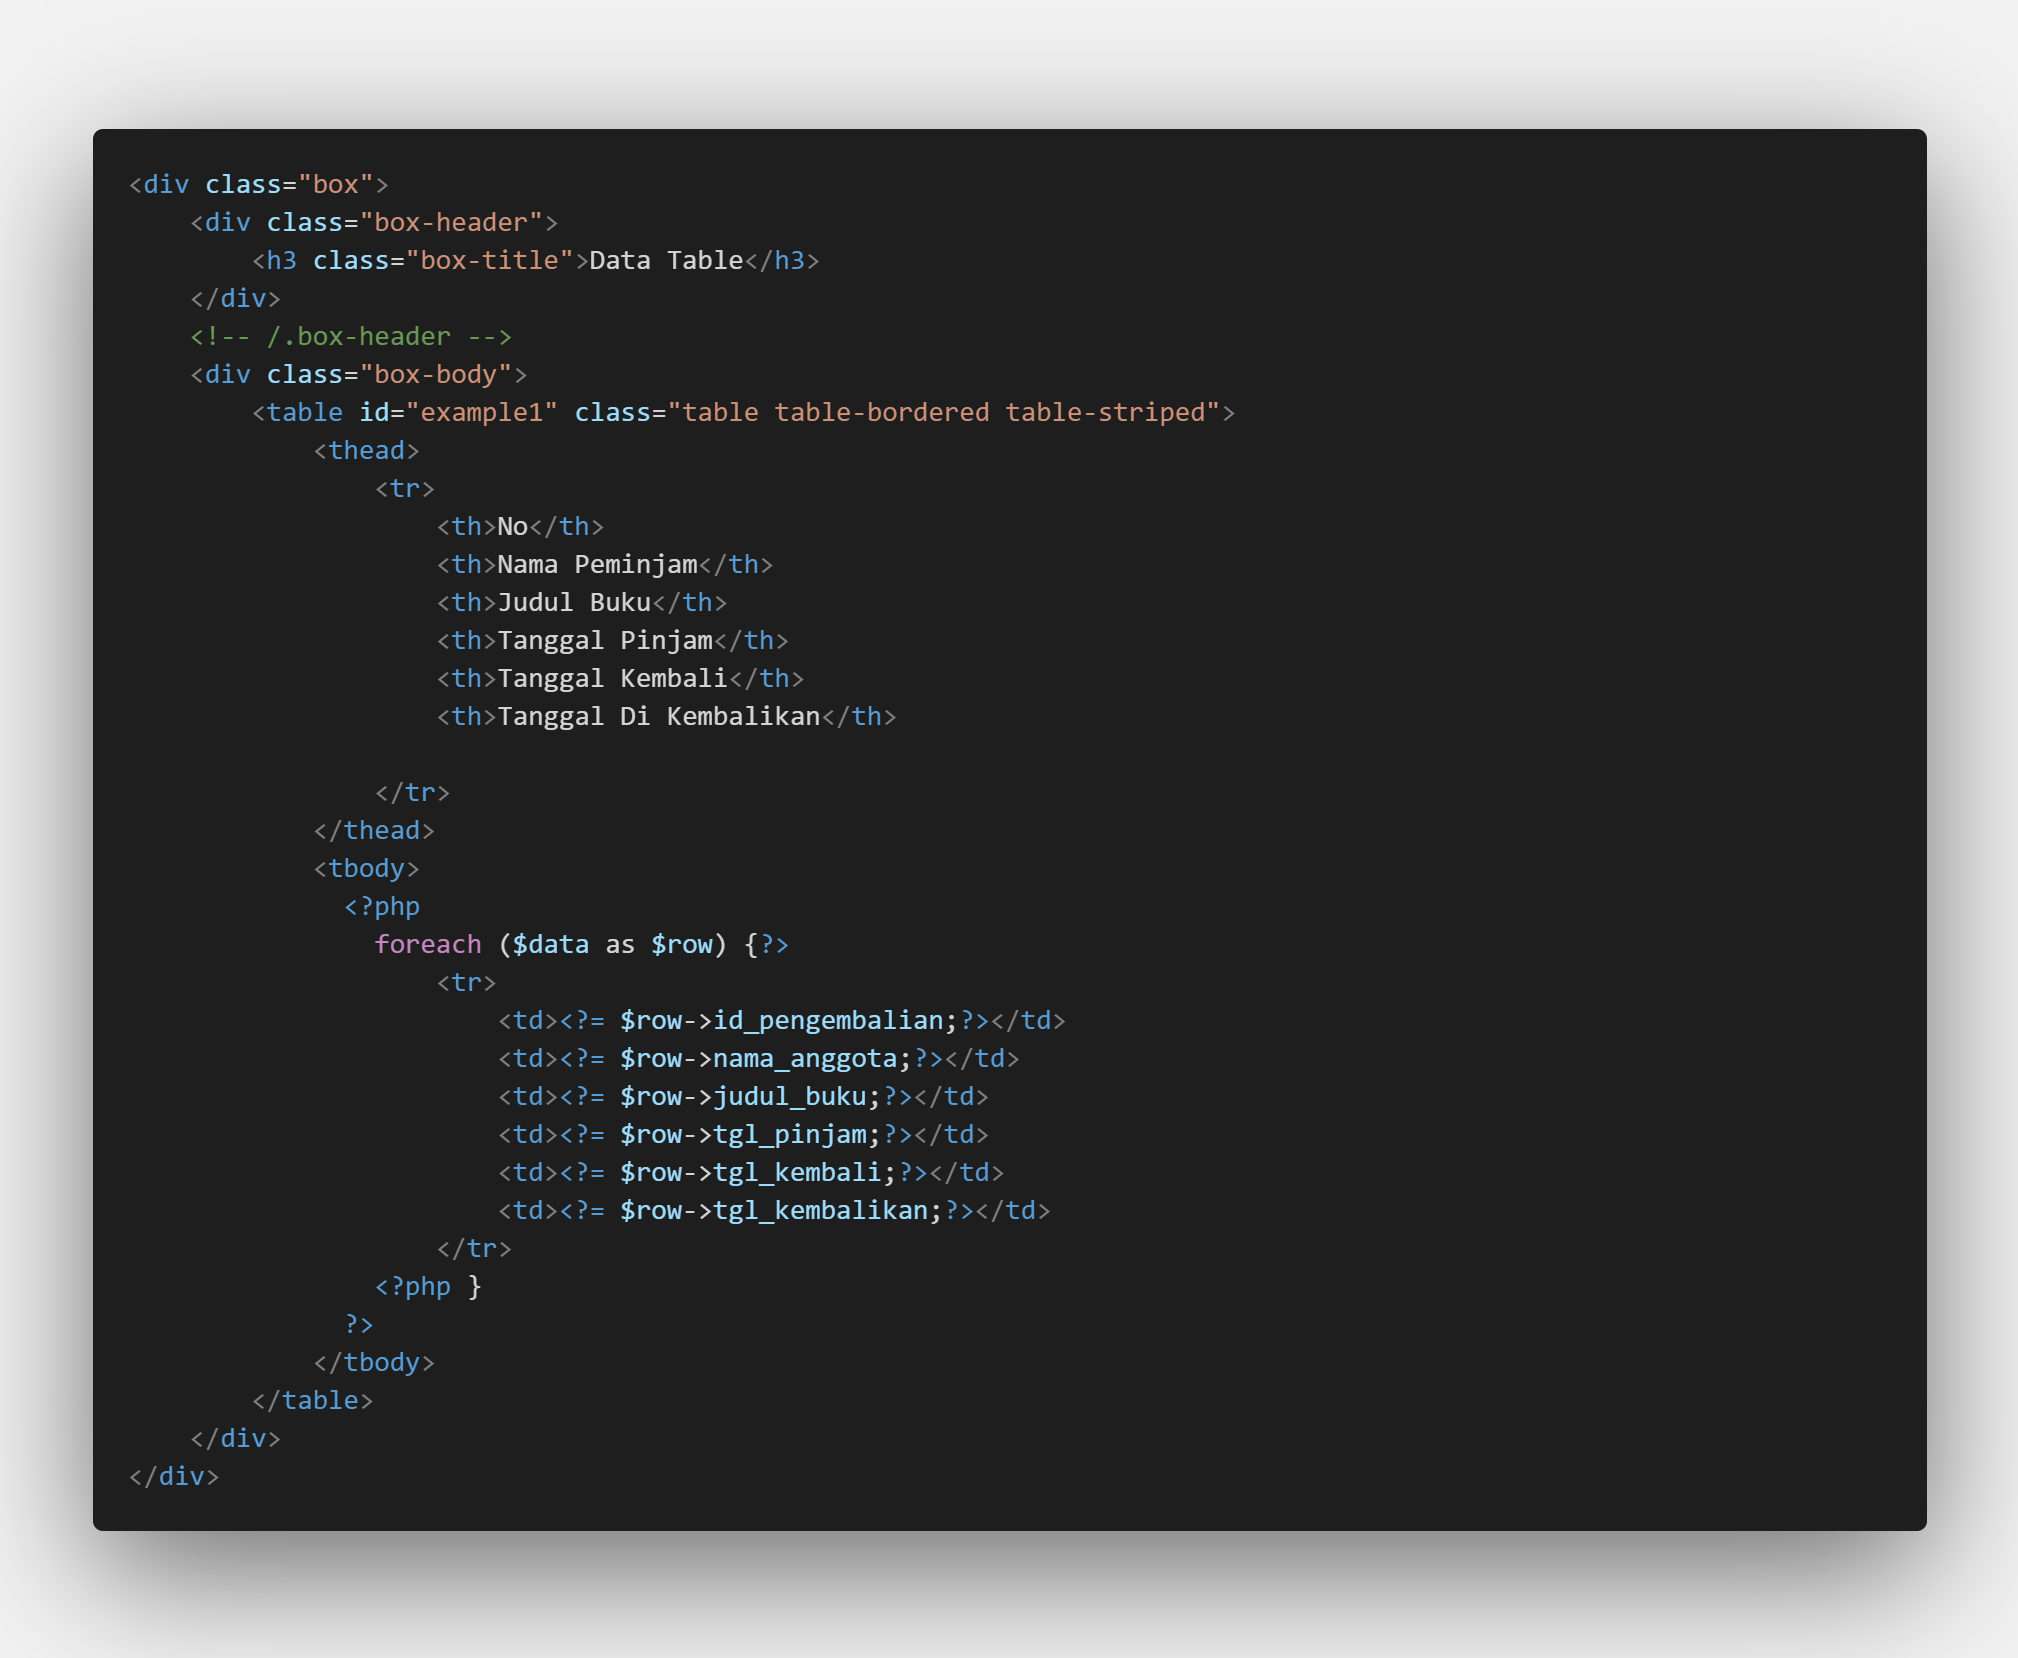 <div class="box">
    <div class="box-header">
        <h3 class="box-title">Data Table</h3>
    </div>
    <!-- /.box-header -->
    <div class="box-body">
        <table id="example1" class="table table-bordered table-striped">
            <thead>
                <tr>
                    <th>No</th>
                    <th>Nama Peminjam</th>
                    <th>Judul Buku</th>
                    <th>Tanggal Pinjam</th>
                    <th>Tanggal Kembali</th>
                    <th>Tanggal Di Kembalikan</th>

                </tr>
            </thead>
            <tbody>
              <?php
                foreach ($data as $row) {?>
                    <tr>
                        <td><?= $row->id_pengembalian;?></td>
                        <td><?= $row->nama_anggota;?></td>
                        <td><?= $row->judul_buku;?></td>
                        <td><?= $row->tgl_pinjam;?></td>
                        <td><?= $row->tgl_kembali;?></td>
                        <td><?= $row->tgl_kembalikan;?></td>
                    </tr>
                <?php }
              ?>
            </tbody>
        </table>
    </div>
</div>